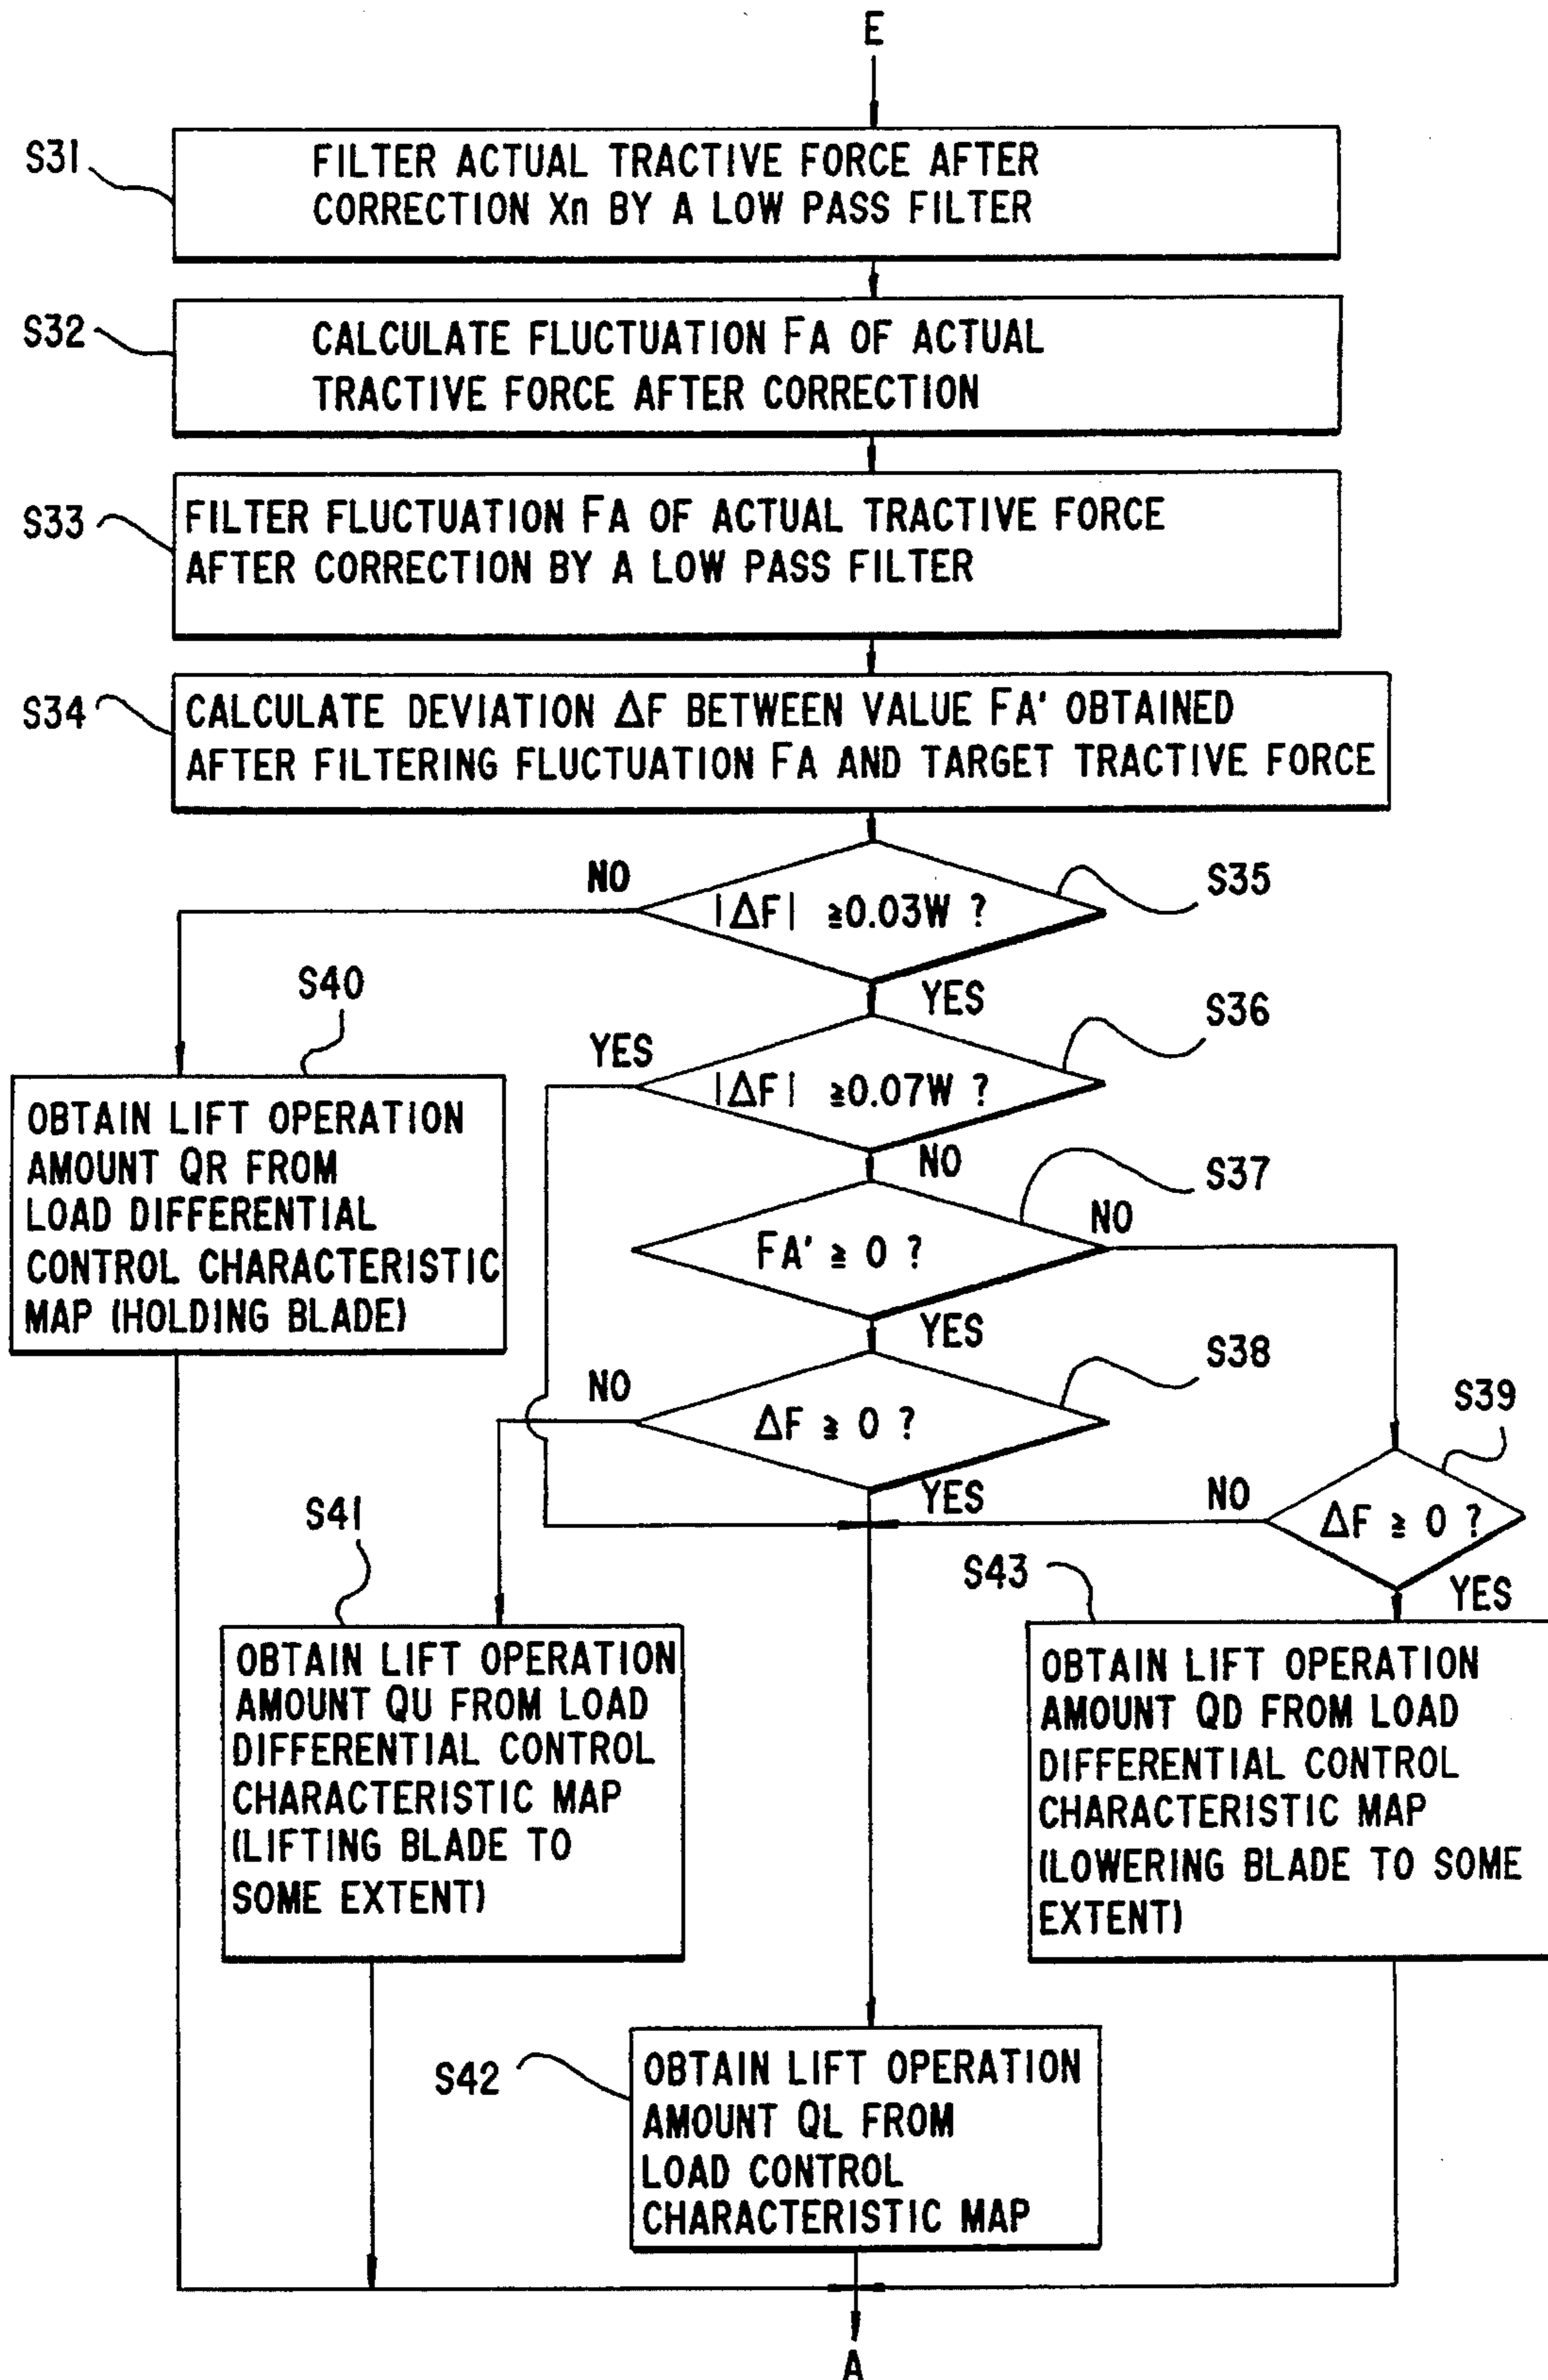 E
S31
FILTER ACTUAL TRACTIVE FORCE AFTER
CORRECTION Xn BY A LOW PASS FILTER
S32
CALCULATE FLUCTUATION FA OF ACTUAL
TRACTIVE FORCE AFTER CORRECTION
S33
FILTER FLUCTUATION FA OF ACTUAL TRACTIVE FORCE
AFTER CORRECTION BY A LOW PASS FILTER
S34
CALCULATE DEVIATION ΔF BETWEEN VALUE FA' OBTAINED
AFTER FILTERING FLUCTUATION FA AND TARGET TRACTIVE FORCE
NO
|ΔF| ≧0.03W ?
S35
YES
S40
OBTAIN LIFT OPERATION
AMOUNT QR FROM
LOAD DIFFERENTIAL
CONTROL CHARACTERISTIC
MAP (HOLDING BLADE)
YES
|ΔF| ≧0.07W ?
S36
NO
FA' ≧ 0 ?
S37
NO
YES
NO
ΔF ≧ 0 ?
S38
YES
S39
NO
ΔF ≧ 0 ?
YES
S41
OBTAIN LIFT OPERATION
AMOUNT QU FROM LOAD
DIFFERENTIAL CONTROL
CHARACTERISTIC MAP
(LIFTING BLADE TO
SOME EXTENT)
S43
OBTAIN LIFT OPERATION
AMOUNT QD FROM LOAD
DIFFERENTIAL CONTROL
CHARACTERISTIC MAP
(LOWERING BLADE TO SOME
EXTENT)
S42
OBTAIN LIFT OPERATION
AMOUNT QL FROM
LOAD CONTROL
CHARACTERISTIC MAP
A